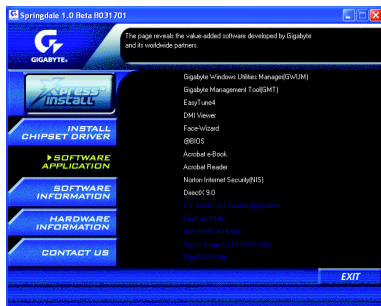 Springdale 1.0 Beta B031701
The page reveals the value-added software developed by Gigabyte
and its worldwide partners.
GIGABYTE
Xpress
INSTALL
INSTALL
CHIPSET DRIVER
SOFTWARE
APPLICATION
SOFTWARE
INFORMATION
HARDWARE
INFORMATION
CONTACT US
Gigabyte Windows Utilities Manager(GWUM)
Gigabyte Management Tool(GMT)
EasyTune4
DMI Viewer
Face-Wizard
@BIOS
Acrobat e-Book
Acrobat Reader
Norton Internet Security(NIS)
DirectX 9.0
EXIT